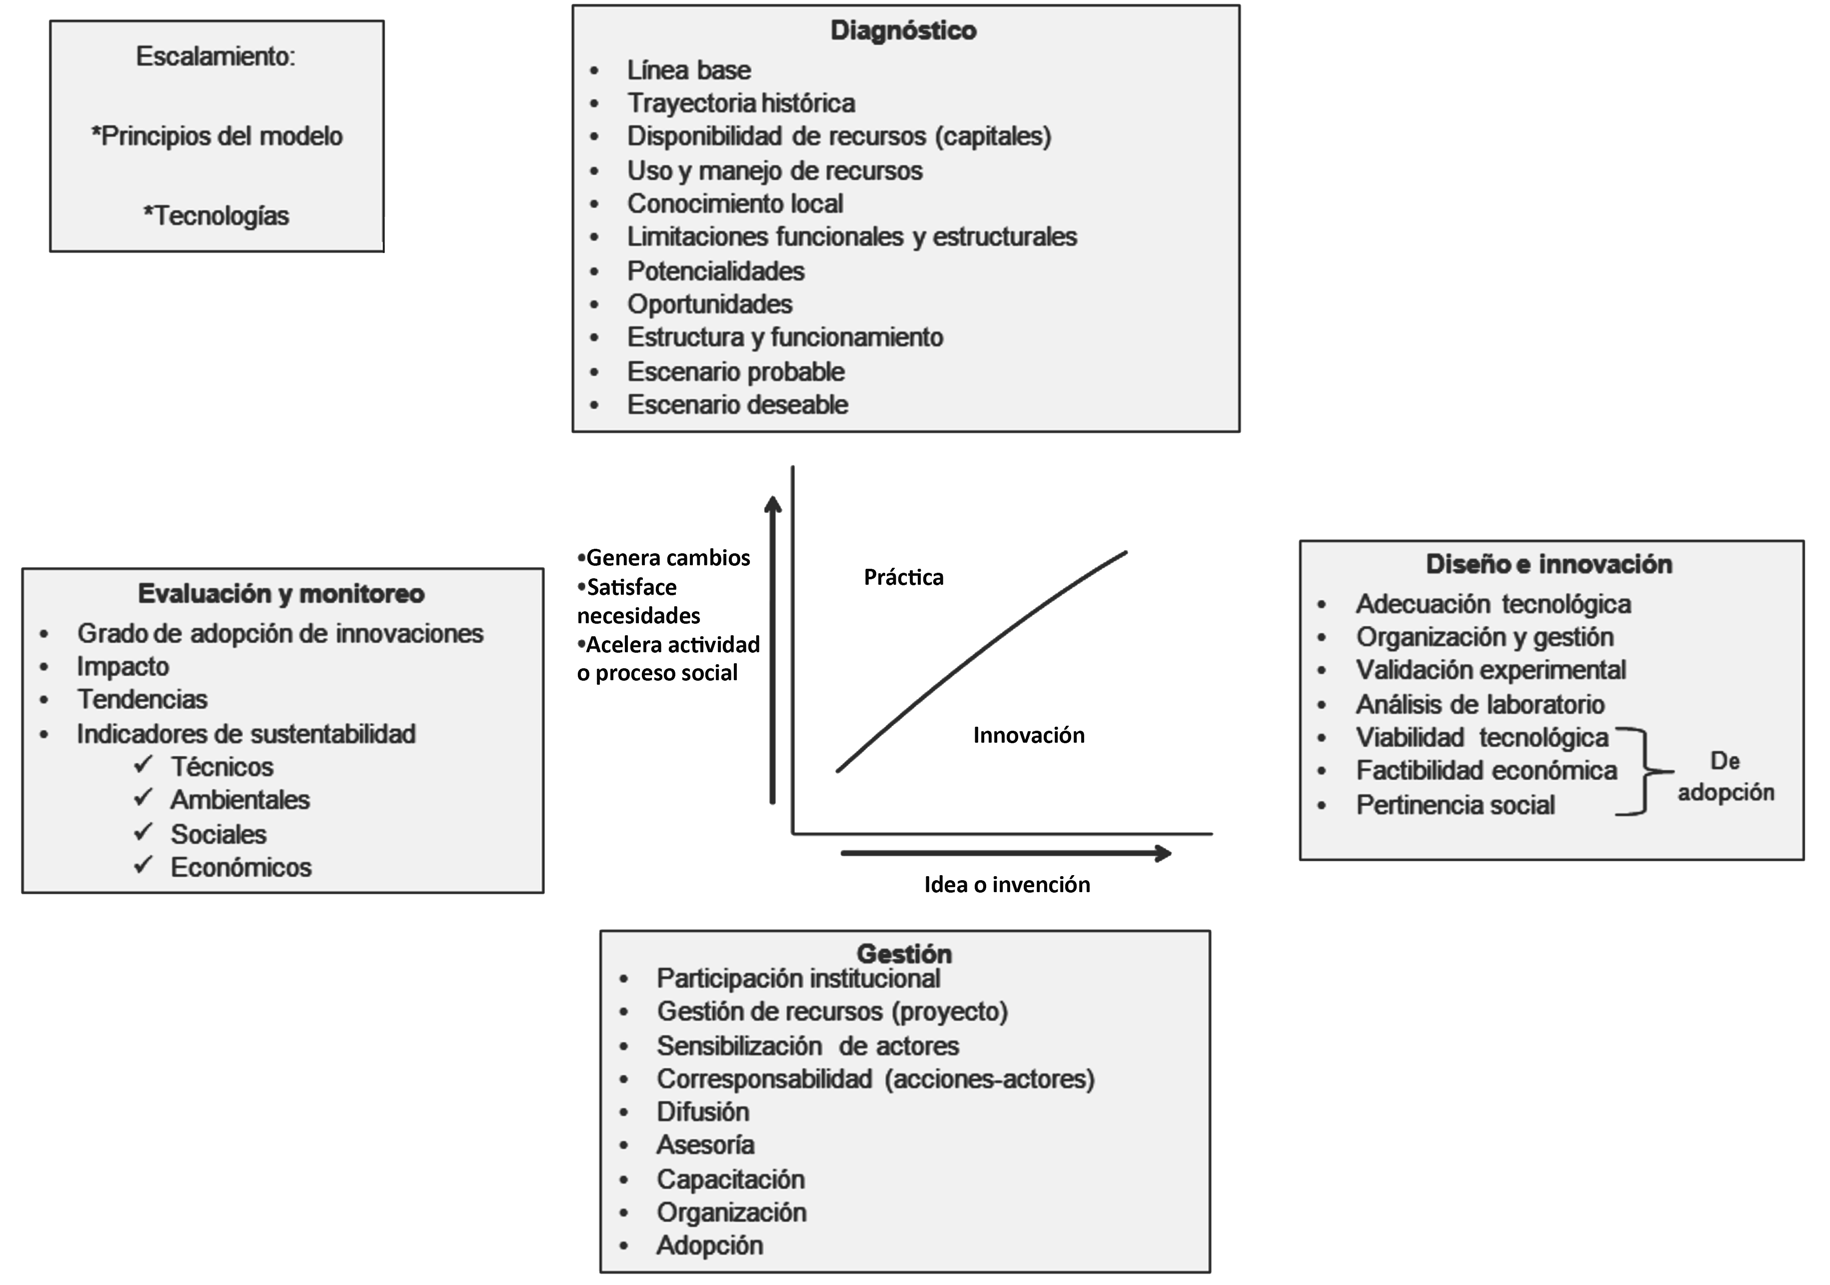 Escalamiento:
*Principios del modelo
*Tecnologías
Diagnóstico
• Línea base
• Trayectoria histórica
• Disponibilidad de recursos (capitales)
• Uso y manejo de recursos
• Conocimiento local
• Limitaciones funcionales y estructurales
• Potencialidades
• Oportunidades
• Estructura y funcionamiento
• Escenario probable
• Escenario deseable
Evaluación y monitoreo
• Grado de adopción de innovaciones
• Impacto
• Tendencias
• Indicadores de sustentabilidad
✓ Técnicos
✓ Ambientales
✓ Sociales
✓ Económicos
•Genera cambios
•Satisface
necesidades
•Acelera actividad
o proceso social
Práctica
Innovación
Idea o invención
Diseño e innovación
• Adecuación tecnológica
• Organización y gestión
• Validación experimental
• Análisis de laboratorio
• Viabilidad tecnológica
• Factibilidad económica
• Pertinencia social
De
adopción
Gestión
• Participación institucional
• Gestión de recursos (proyecto)
• Sensibilización de actores
• Corresponsabilidad (acciones-actores)
• Difusión
• Asesoría
• Capacitación
• Organización
• Adopción